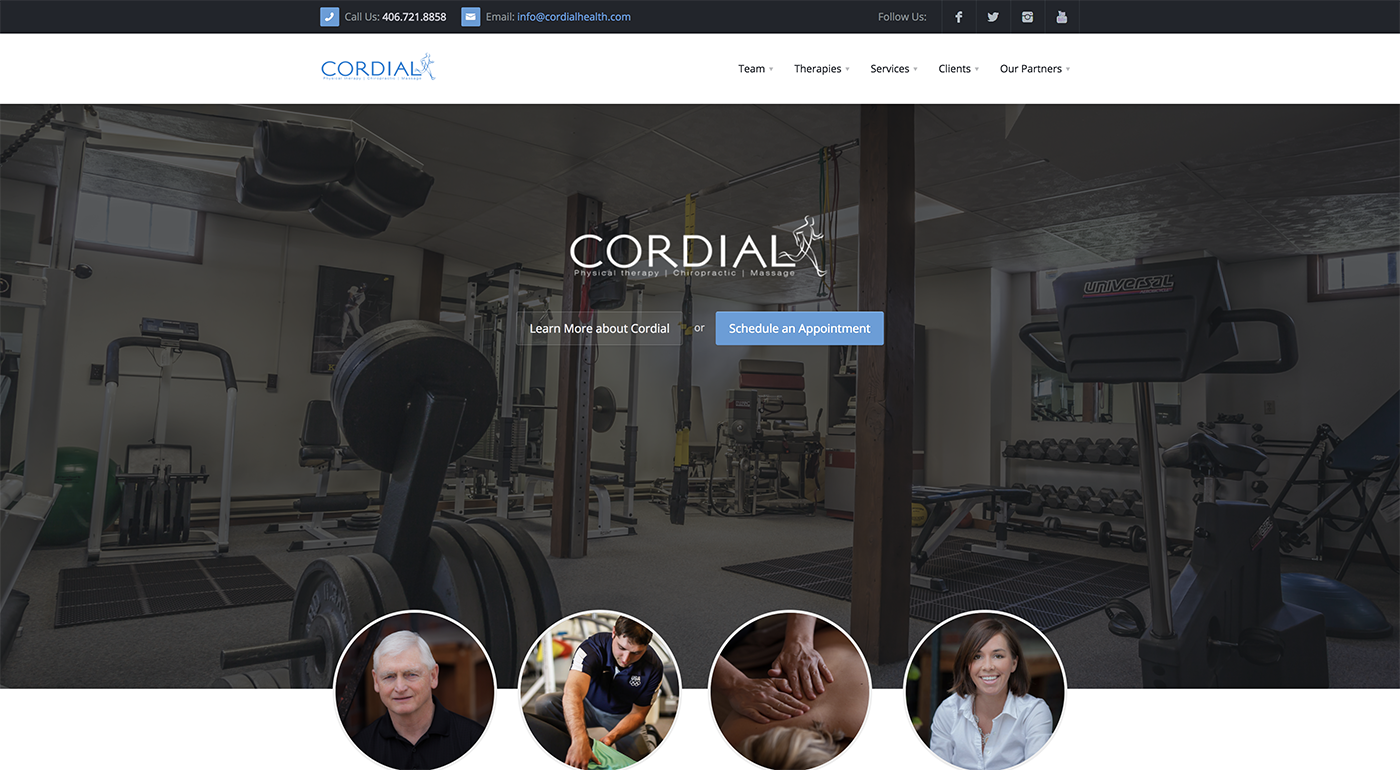 Call Us: 406.721.8858 Email: info@cordialhealth.com Follow Us:
CORDIAL
Physical therapy | Chiropractic | Massage
Team Therapies Services Clients Our Partners
CORDIAL
Physical therapy | Chiropractic | Massage
UNIVERSAL
Learn More about Cordial or Schedule an Appointment
USA